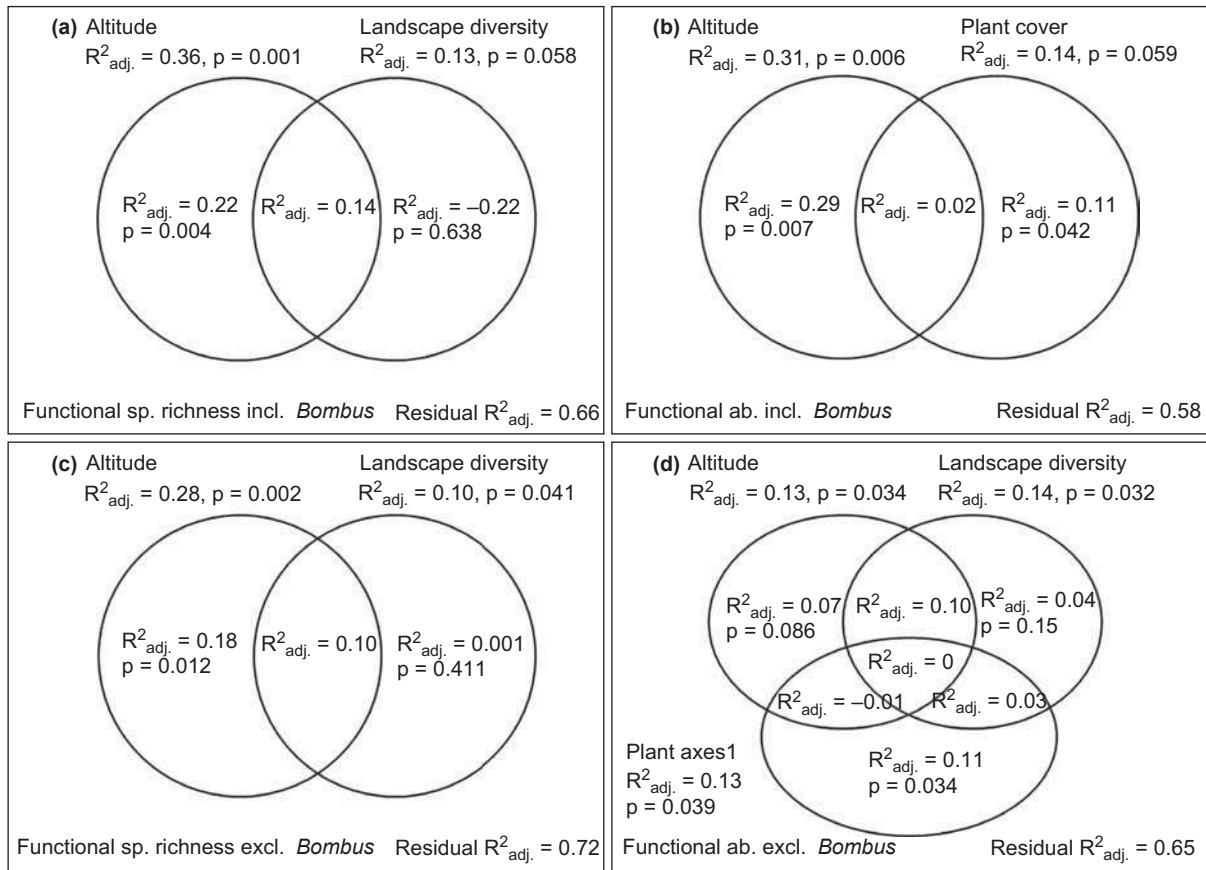 (a) Altitude Landscape diversity
R²adj. = 0.36, p = 0.001 R²adj. = 0.13, p = 0.058
R²adj. = 0.22 R²adj. = 0.14 R²adj. = –0.22
p = 0.004 p = 0.638
Functional sp. richness incl. Bombus Residual R²adj. = 0.66
(b) Altitude Plant cover
R²adj. = 0.31, p = 0.006 R²adj. = 0.14, p = 0.059
R²adj. = 0.29 R²adj. = 0.02 R²adj. = 0.11
p = 0.007 p = 0.042
Functional ab. incl. Bombus Residual R²adj. = 0.58
(c) Altitude Landscape diversity
R²adj. = 0.28, p = 0.002 R²adj. = 0.10, p = 0.041
R²adj. = 0.18 R²adj. = 0.10 R²adj. = 0.001
p = 0.012 p = 0.411
Functional sp. richness excl. Bombus Residual R²adj. = 0.72
(d) Altitude Landscape diversity
R²adj. = 0.13, p = 0.034 R²adj. = 0.14, p = 0.032
R²adj. = 0.07 R²adj. = 0.10 R²adj. = 0.04
p = 0.086 p = 0.15
R²adj. = 0
R²adj. = –0.01 R²adj. = 0.03
Plant axes1 R²adj. = 0.11
R²adj. = 0.13 p = 0.034
p = 0.039
Functional ab. excl. Bombus Residual R²adj. = 0.65